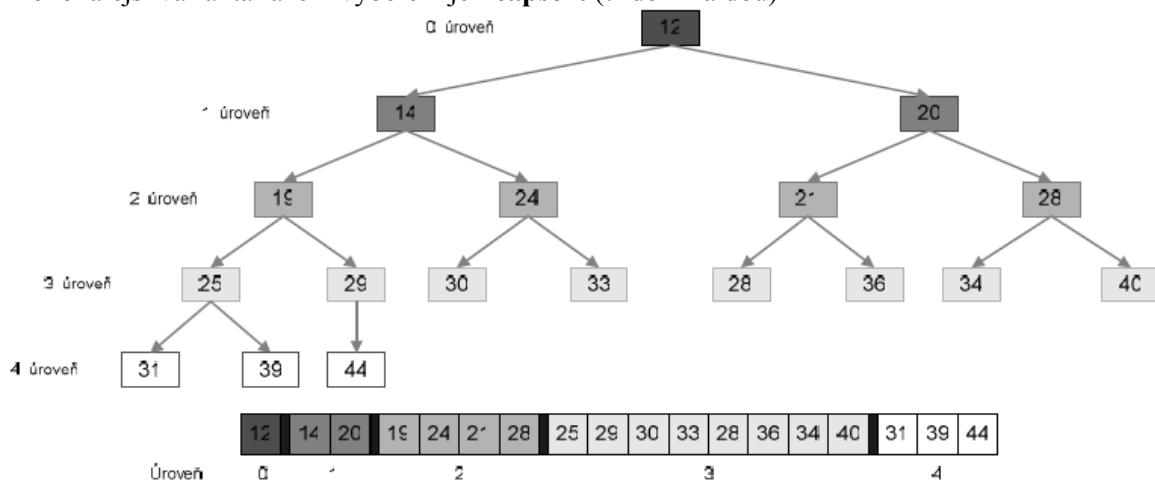 0 úroveň 12
1 úroveň 14 20
2 úroveň 19 24 21 28
3 úroveň 25 29 30 33 28 36 34 40
4 úroveň 31 39 44
12 14 20 19 24 21 28 25 29 30 33 28 36 34 40 31 39 44
Úroveň 0 1 2 3 4